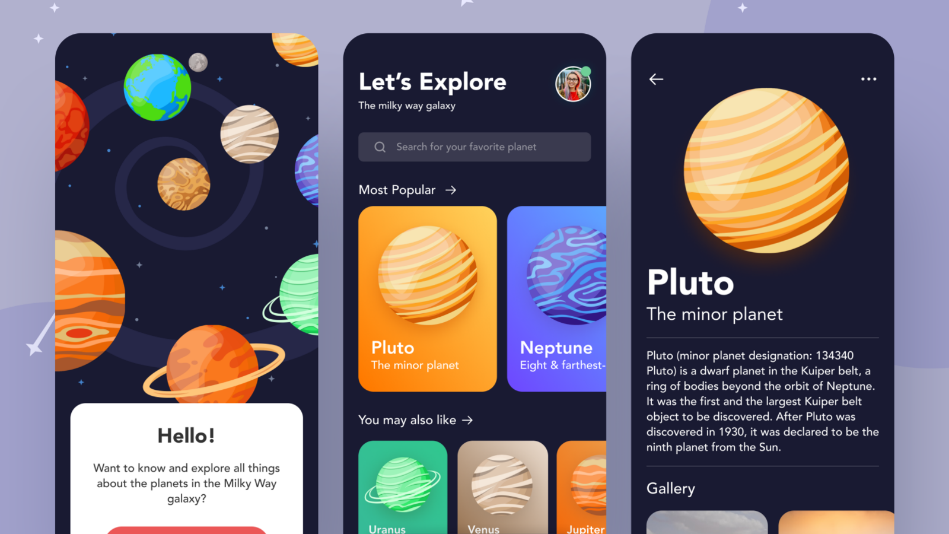 Hello!
Want to know and explore all things
about the planets in the Milky Way
galaxy?
Let's Explore
The milky way galaxy
Search for your favorite planet
Most Popular →
Pluto
The minor planet
Neptune
Eight & farthest-
You may also like →
Uranus
Venus
Jupiter
Pluto
The minor planet
Pluto (minor planet designation: 134340
Pluto) is a dwarf planet in the Kuiper belt, a
ring of bodies beyond the orbit of Neptune.
It was the first and the largest Kuiper belt
object to be discovered. After Pluto was
discovered in 1930, it was declared to be the
ninth planet from the Sun.
Gallery